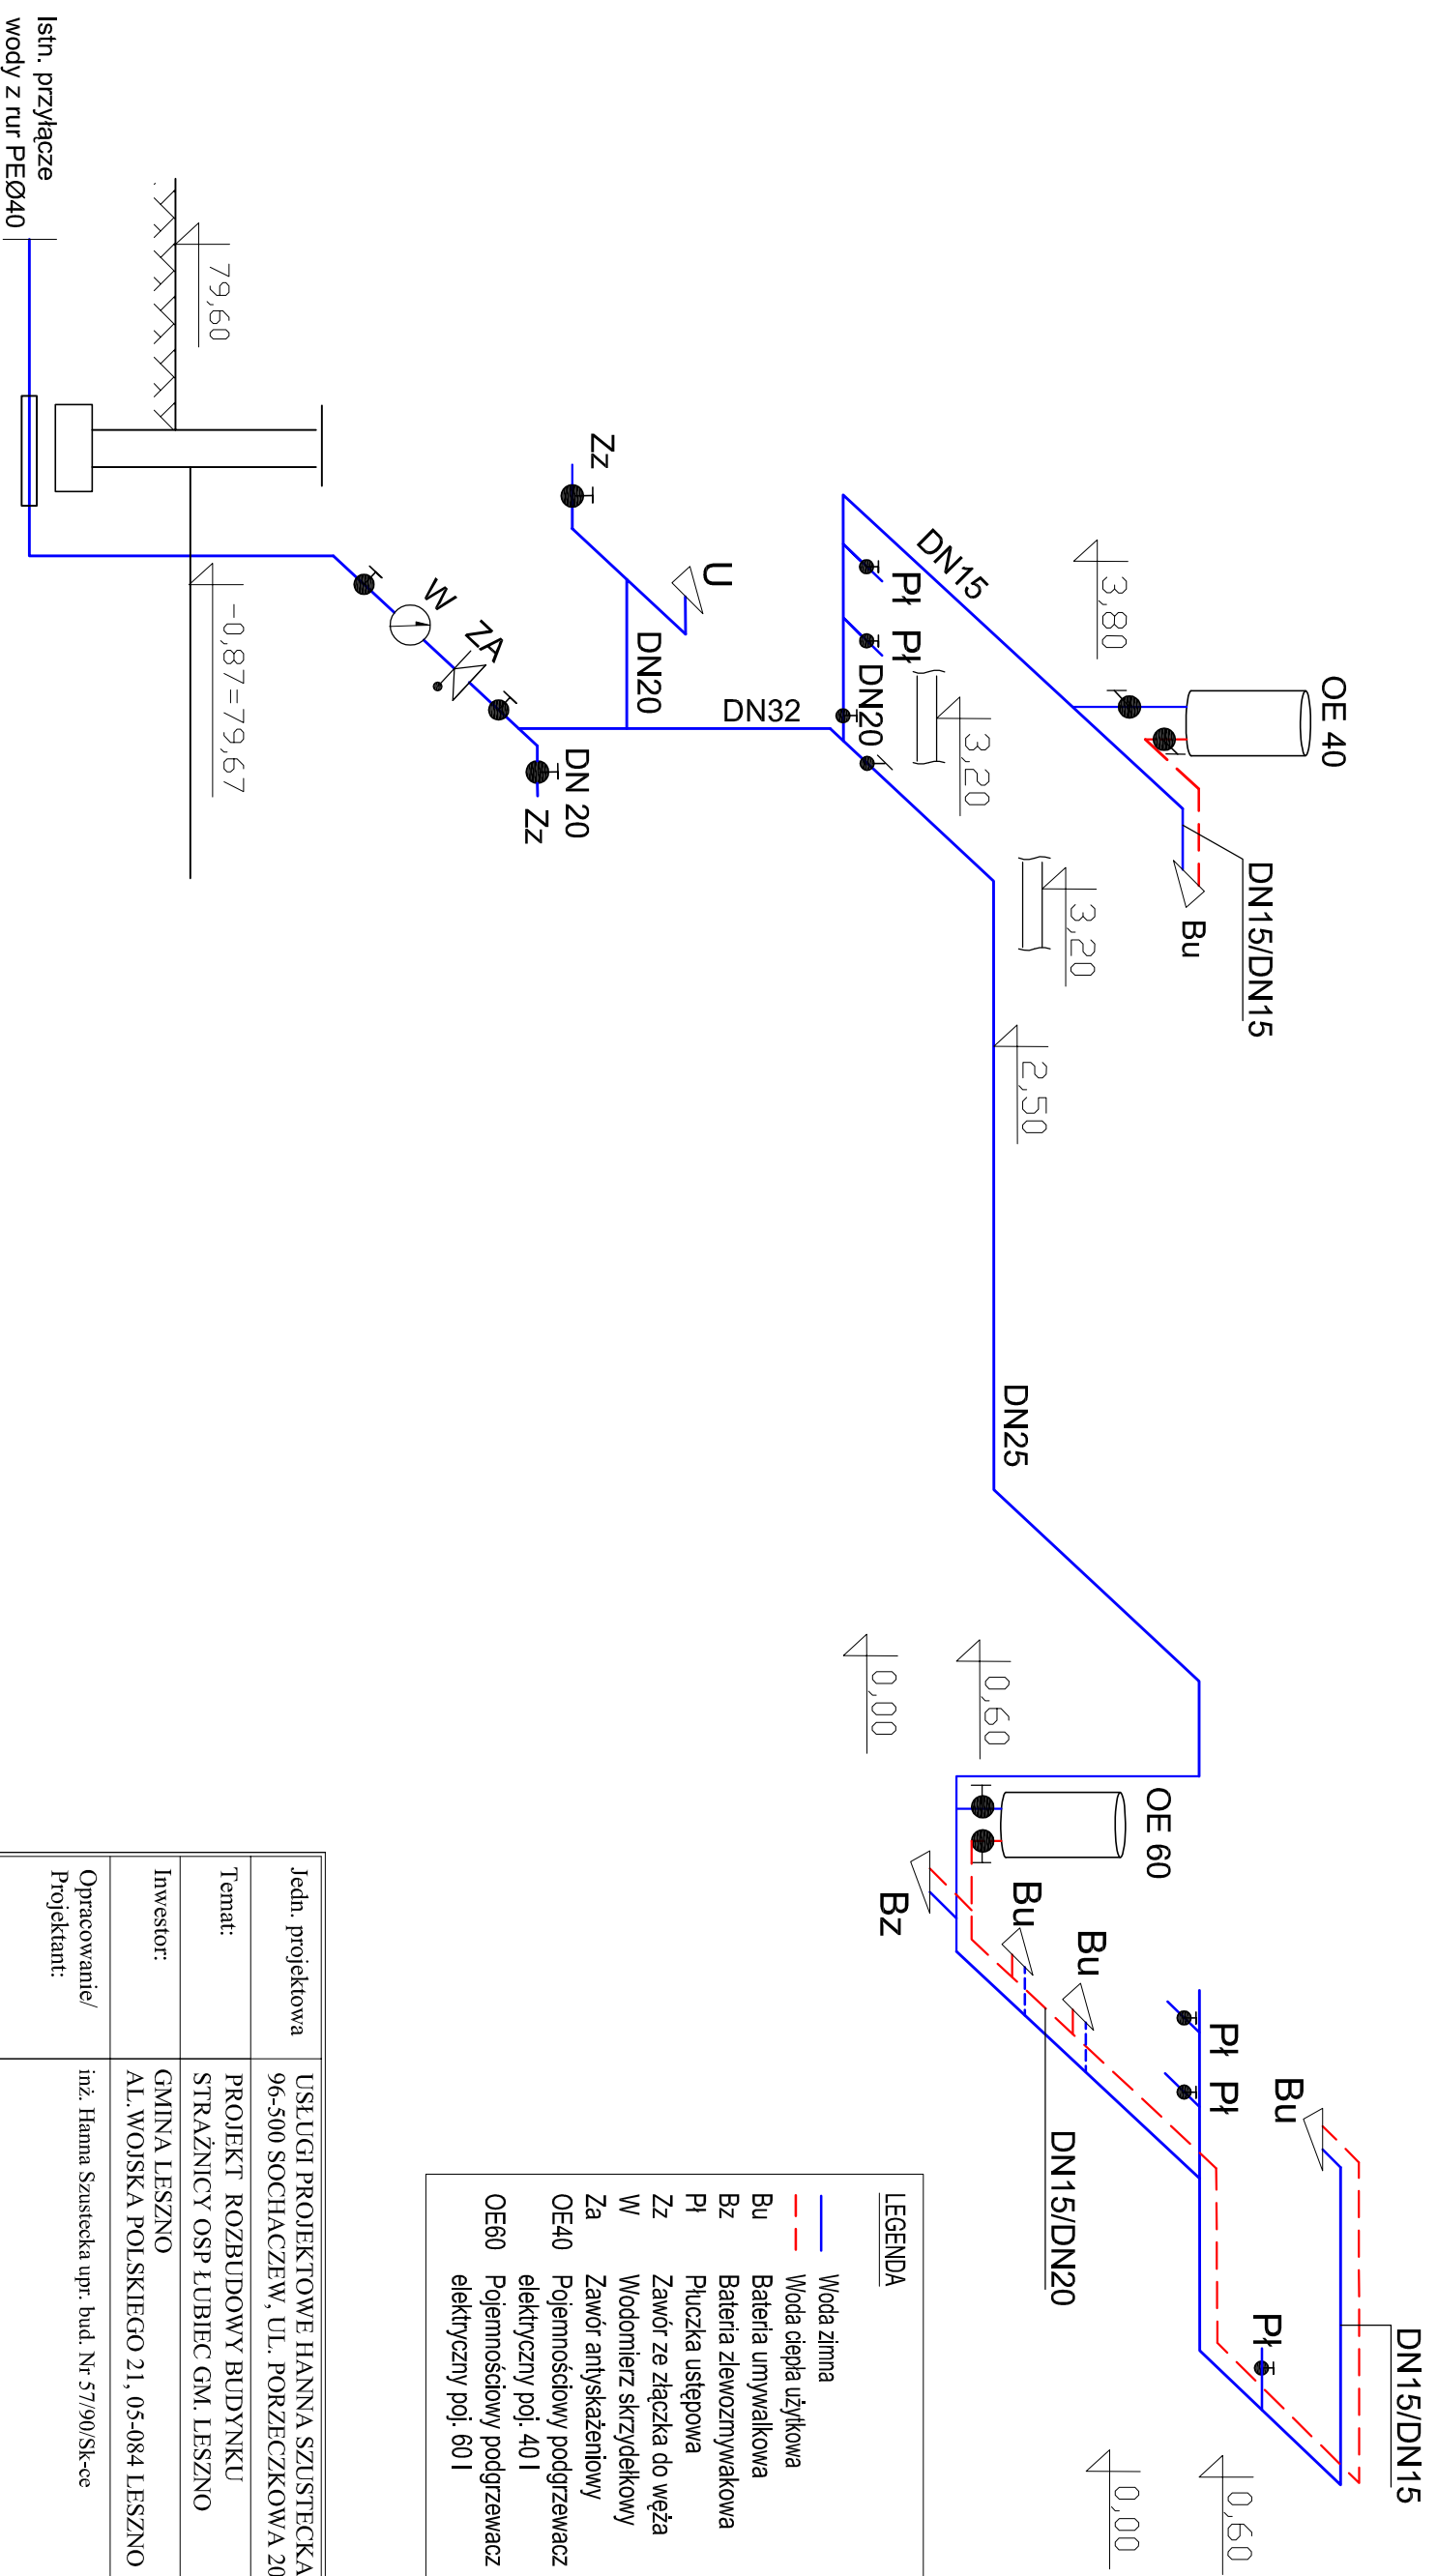 OE 40
3,80
DN15/DN15
Bu
DN15
Pł
Pł
DN20
3,20
3,20
2,50
DN25
DN32
U
Zz
DN20
DN 20
Zz
ZA
W
79,60
-0,87=79,67
Istn. przyłącze
wody z rur PEØ40
DN15/DN15
Bu
Pł
Pł
Pł
0,60
0,00
OE 60
Bu
Bu
DN15/DN20
0,60
0,00
Bz
LEGENDA
Woda zimna
Woda ciepła użytkowa
Bu Bateria umywalkowa
Bz Bateria zlewozmywakowa
Pł Płuczka ustępowa
Zz Zawór ze złączka do węża
W Wodomierz skrzydełkowy
Za Zawór antyskażeniowy
OE40 Pojemnościowy podgrzewacz
elektryczny poj. 40 l
OE60 Pojemnościowy podgrzewacz
elektryczny poj. 60 l
Jedn. projektowa USŁUGI PROJEKTOWE HANNA SZUSTECKA
96-500 SOCHACZEW, UL. PORZECZKOWA 20
Temat: PROJEKT ROZBUDOWY BUDYNKU
STRAŻNICY OSP ŁUBIEC GM. LESZNO
Inwestor: GMINA LESZNO
AL.WOJSKA POLSKIEGO 21, 05-084 LESZNO
Opracowanie/ inż. Hanna Szustecka upr. bud. Nr 57/90/Sk-ce
Projektant: